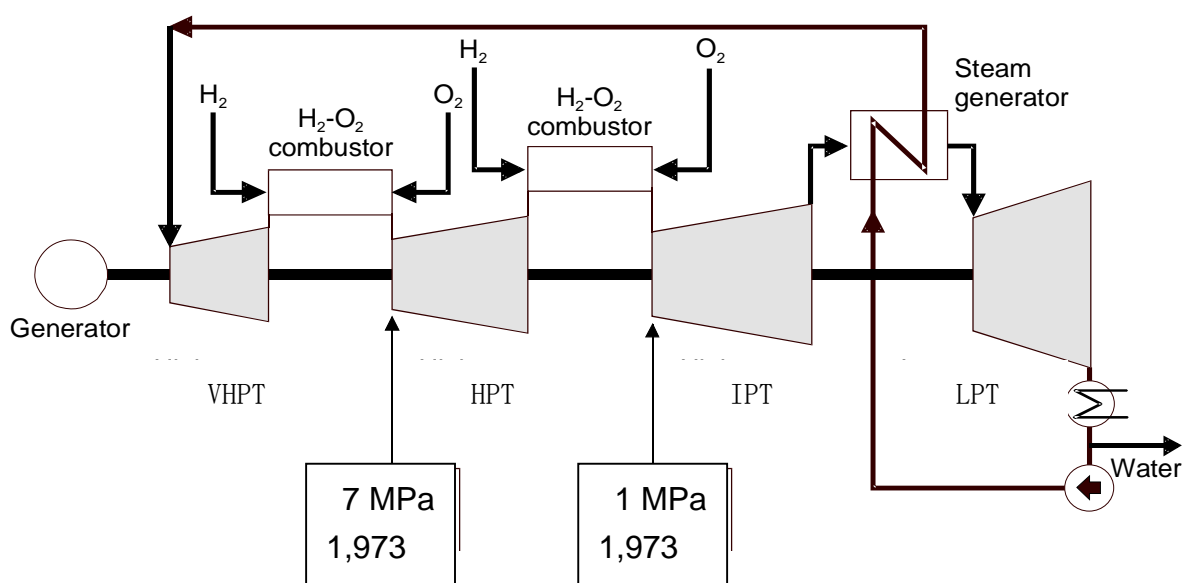 H₂
O₂
Steam
generator
H₂
H₂-O₂
combustor
O₂
H₂-O₂
combustor
Generator
VHPT
HPT
IPT
LPT
Water
7 MPa
1,973
1 MPa
1,973